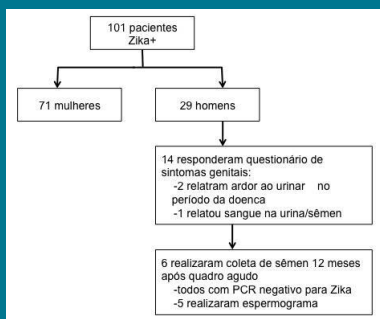 101 pacientes
Zika+
71 mulheres
29 homens
14 responderam questionário de
sintomas genitais:
-2 relatram ardor ao urinar no
período da doenca
-1 relatou sangue na urina/sêmen
6 realizaram coleta de sêmen 12 meses
após quadro agudo
-todos com PCR negativo para Zika
-5 realizaram espermograma